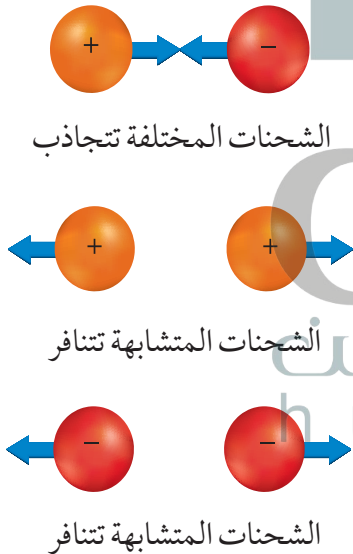 + −
الشحنات المختلفة تتجاذب
+ +
الشحنات المتشابهة تتنافر
− −
الشحنات المتشابهة تتنافر